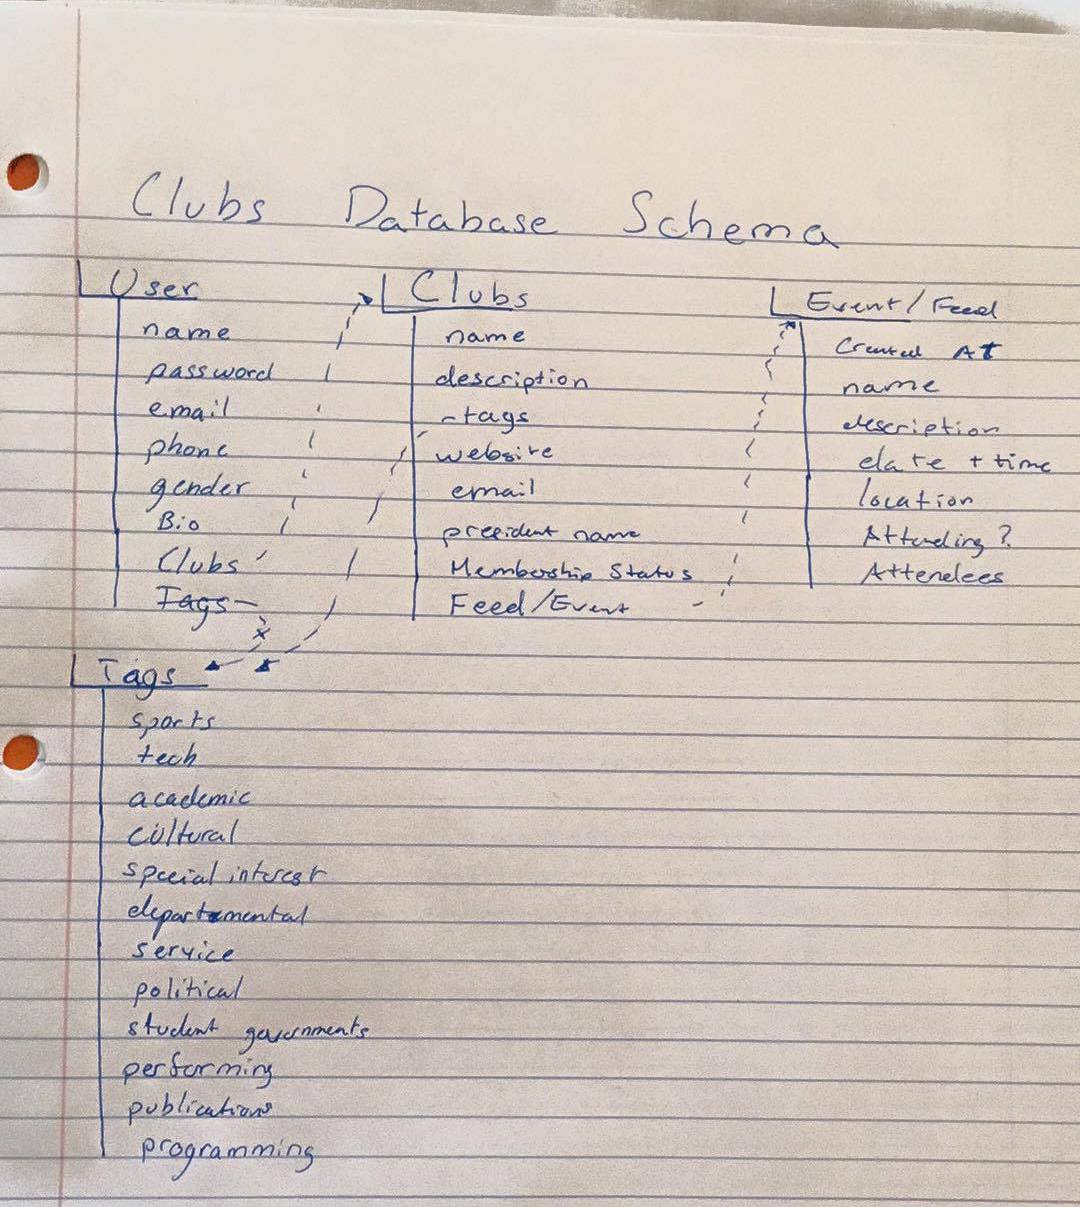 Clubs Database Schema
User
name
password
email
phone
gender
Bio
Clubs
Tags
Clubs
name
description
tags
website
email
president name
Membership Status
Feed/Event
Event/Feed
Created At
name
description
date + time
location
Attending?
Attendees
Tags
sports
tech
academic
cultural
special interest
departmental
service
political
student governments
performing
publications
programming